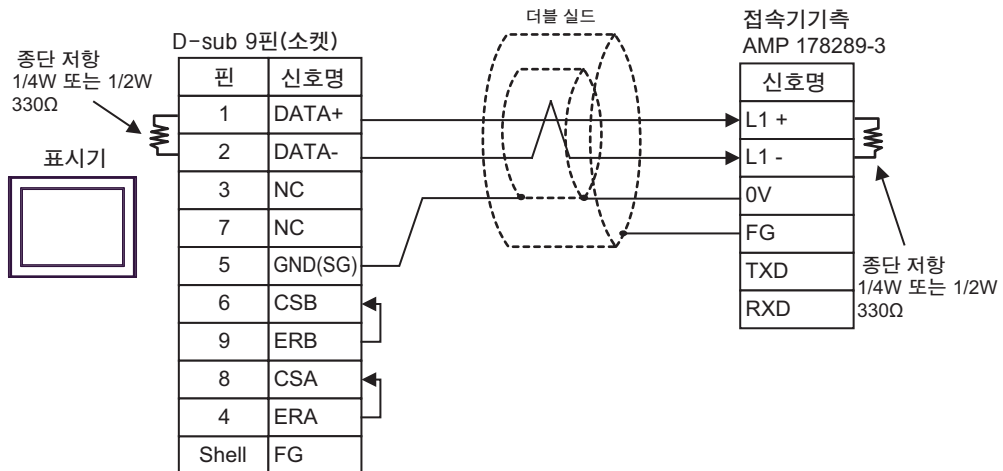 더블 실드
접속기기측
AMP 178289-3
D-sub 9핀(소켓)
종단 저항
1/4W 또는 1/2W
330Ω
표시기
핀 신호명
1 DATA+
2 DATA-
3 NC
7 NC
5 GND(SG)
6 CSB
9 ERB
8 CSA
4 ERA
Shell FG
신호명
L1 +
L1 -
0V
FG
TXD
RXD
종단 저항
1/4W 또는 1/2W
330Ω